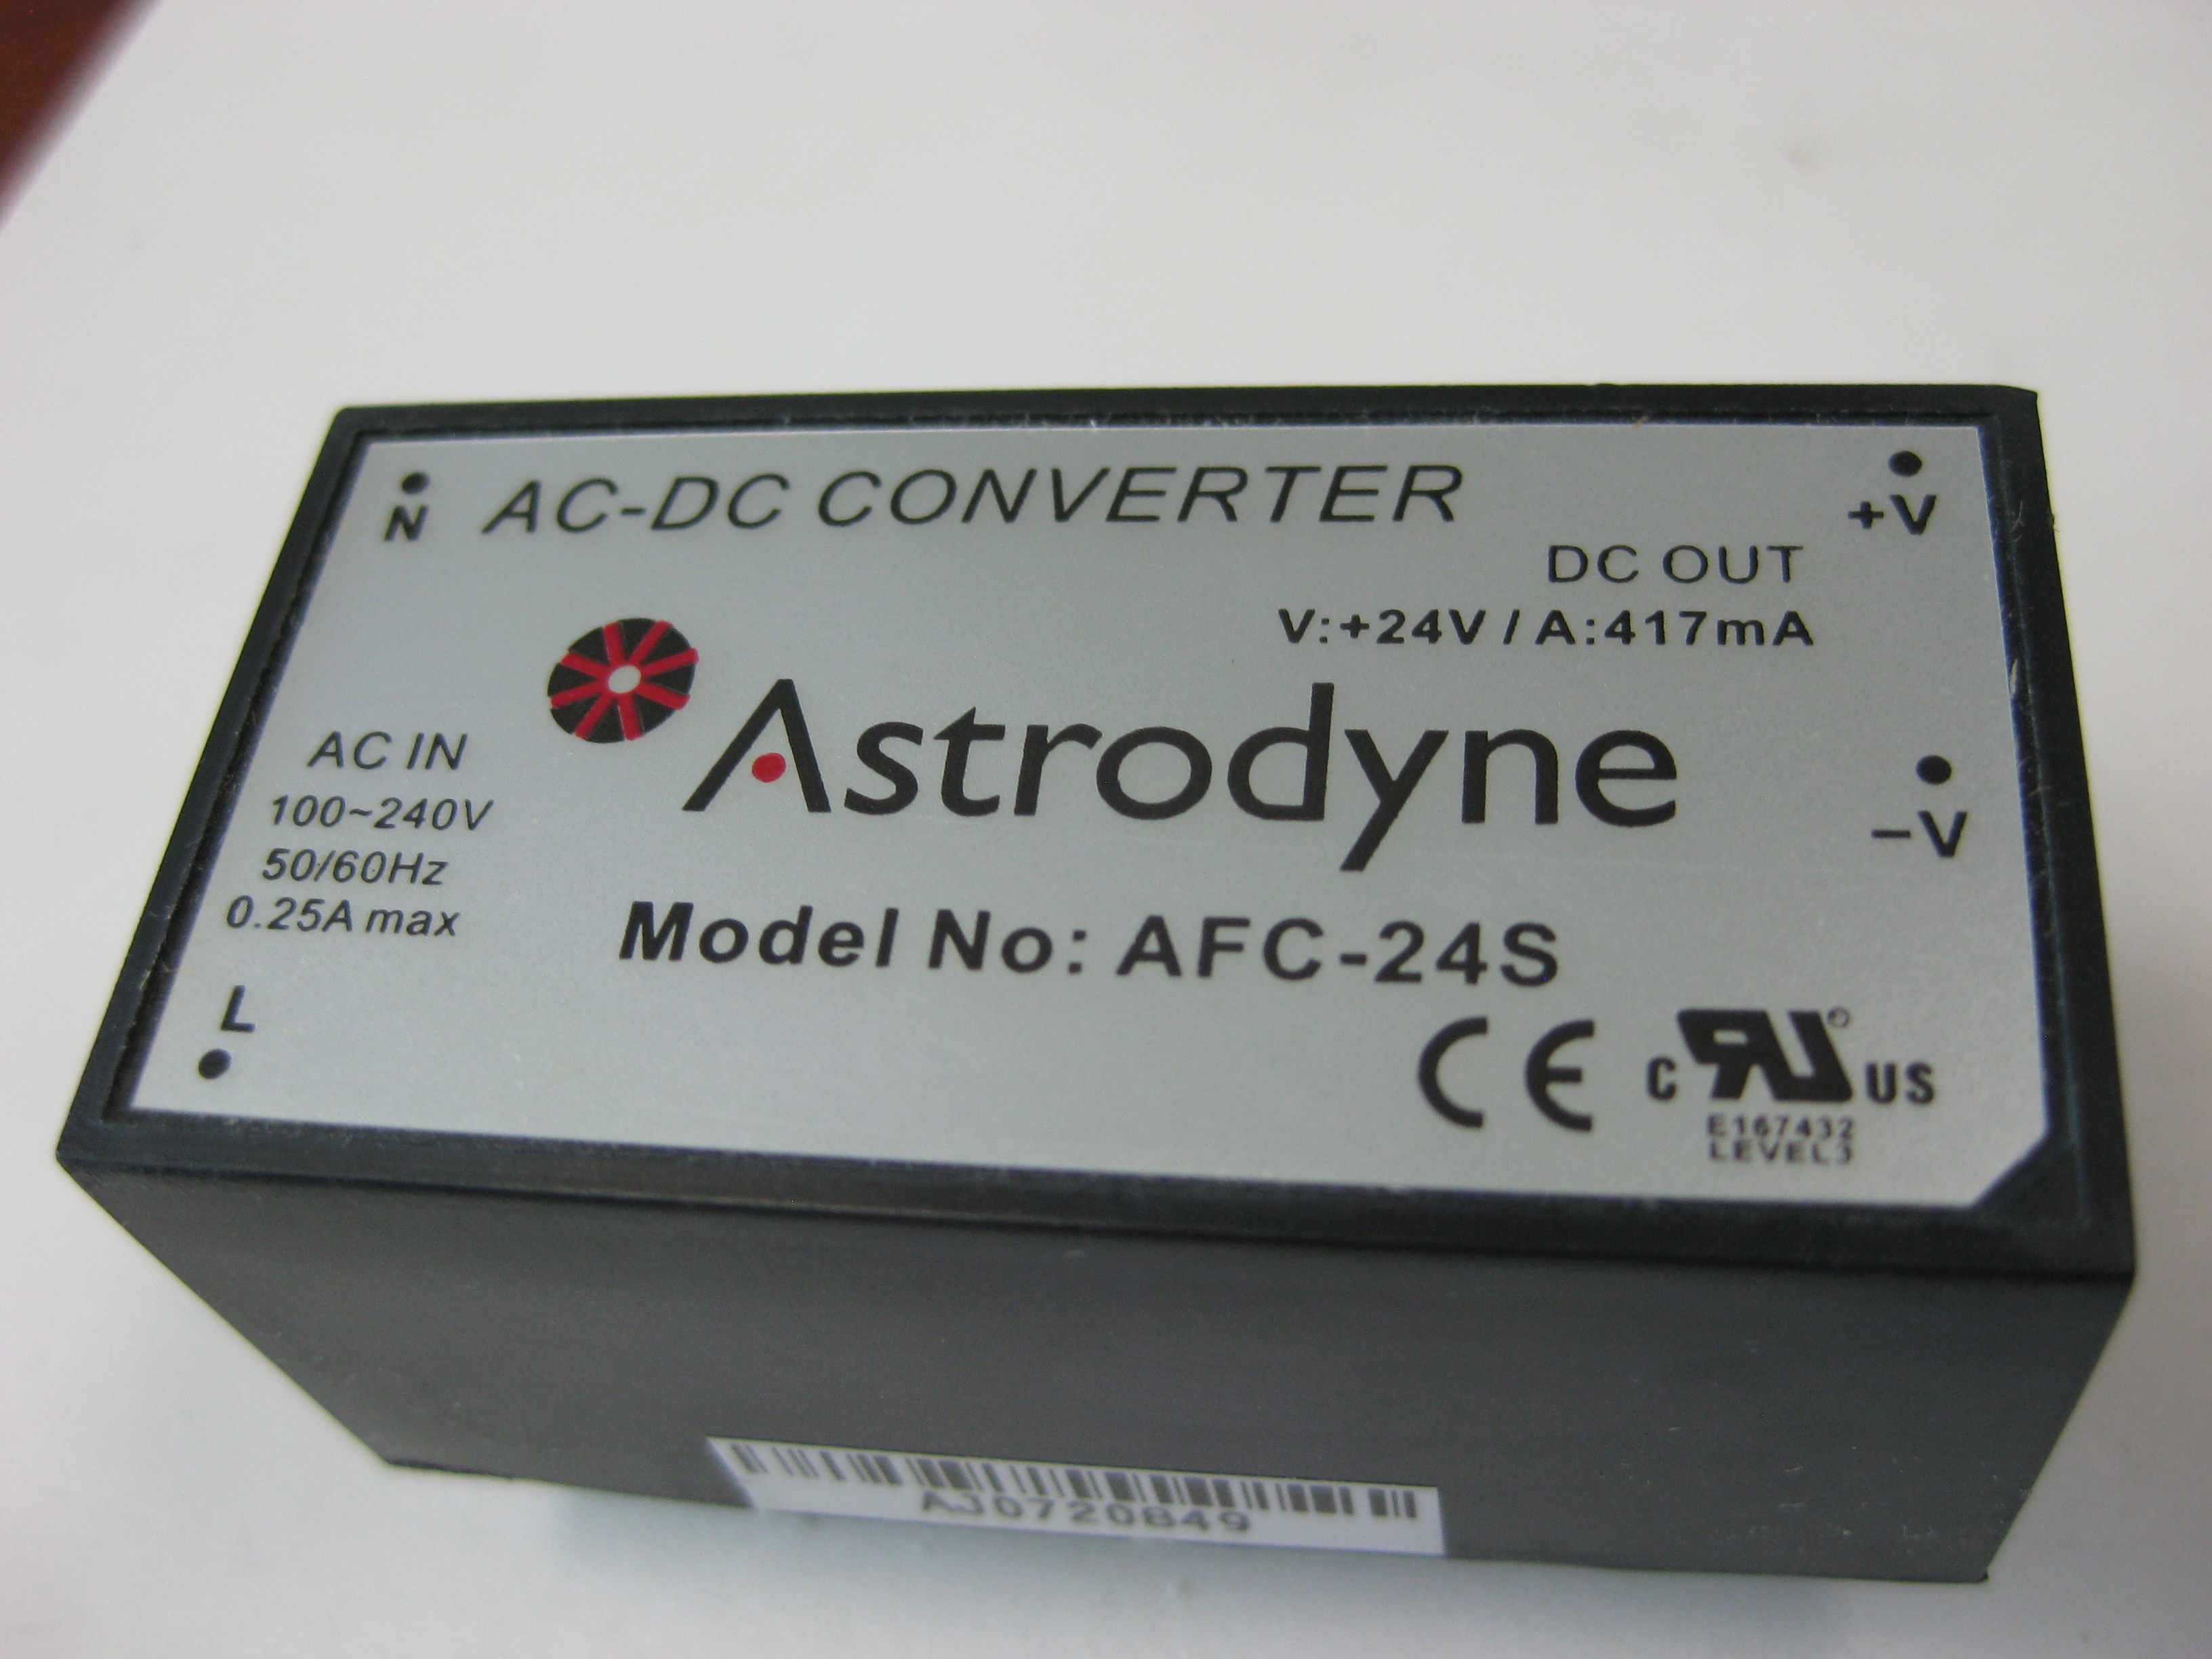 N
AC-DC CONVERTER
+V
DC OUT
V:+24V / A:417mA
Astrodyne
AC IN
100~240V
50/60Hz
0.25A max
-V
Model No: AFC-24S
L
CE
c RU ® US
E167432
LEVEL3
AJ0720849